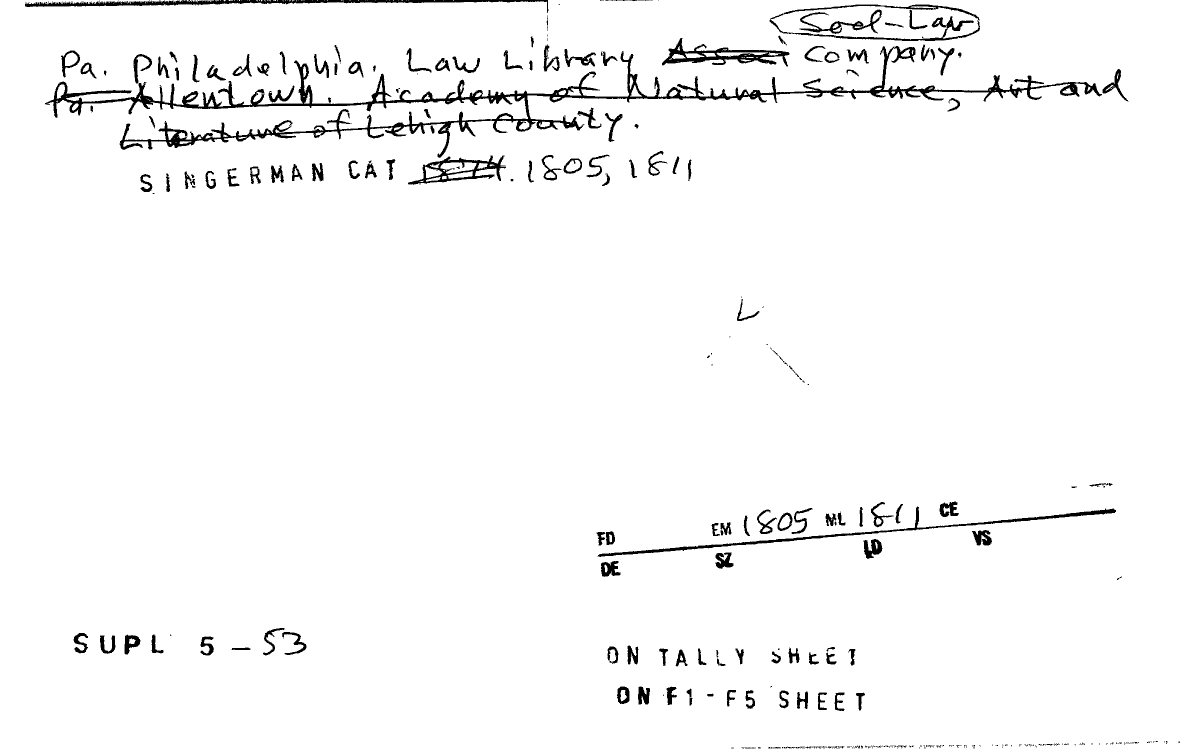 Socl-Law
Pa. Philadelphia. Law Library Associ Company.
Pa. Allentown. Academy of Natural Science, Art and
Literature of Lehigh County.
SINGERMAN CAT 1874. 1805, 1811
L
FD EM 1805 ML 1811 CE
DE SZ LD VS
SUPL 5-53
ON TALLY SHEET
ON F1-F5 SHEET